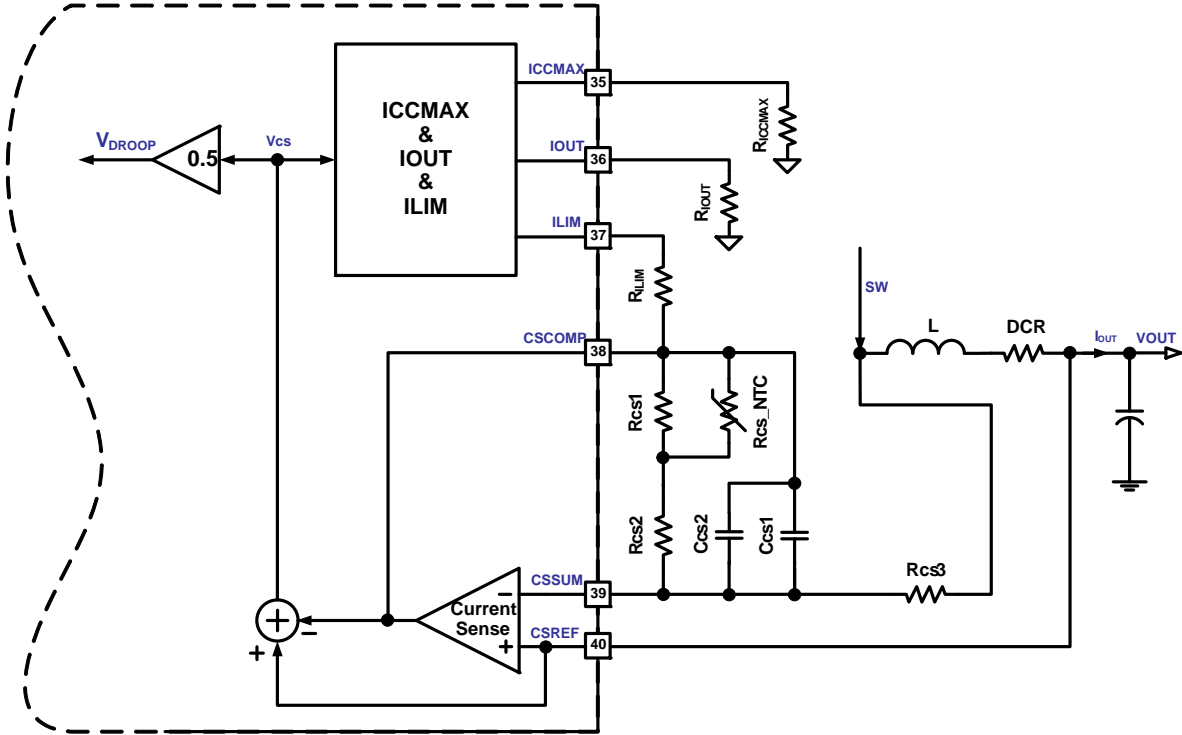 ICCMAX
35
ICCMAX
&
IOUT
&
ILIM
RICCMAX
VDROOP
0.5
Vcs
IOUT
36
RIOUT
ILIM
37
RILIM
SW
CSCOMP
38
L
DCR
IOUT
VOUT
Rcs1
Rcs_NTC
Rcs2
Ccs2
Ccs1
Rcs3
CSSUM
39
Current
Sense
-
+
CSREF
40
+
−
+